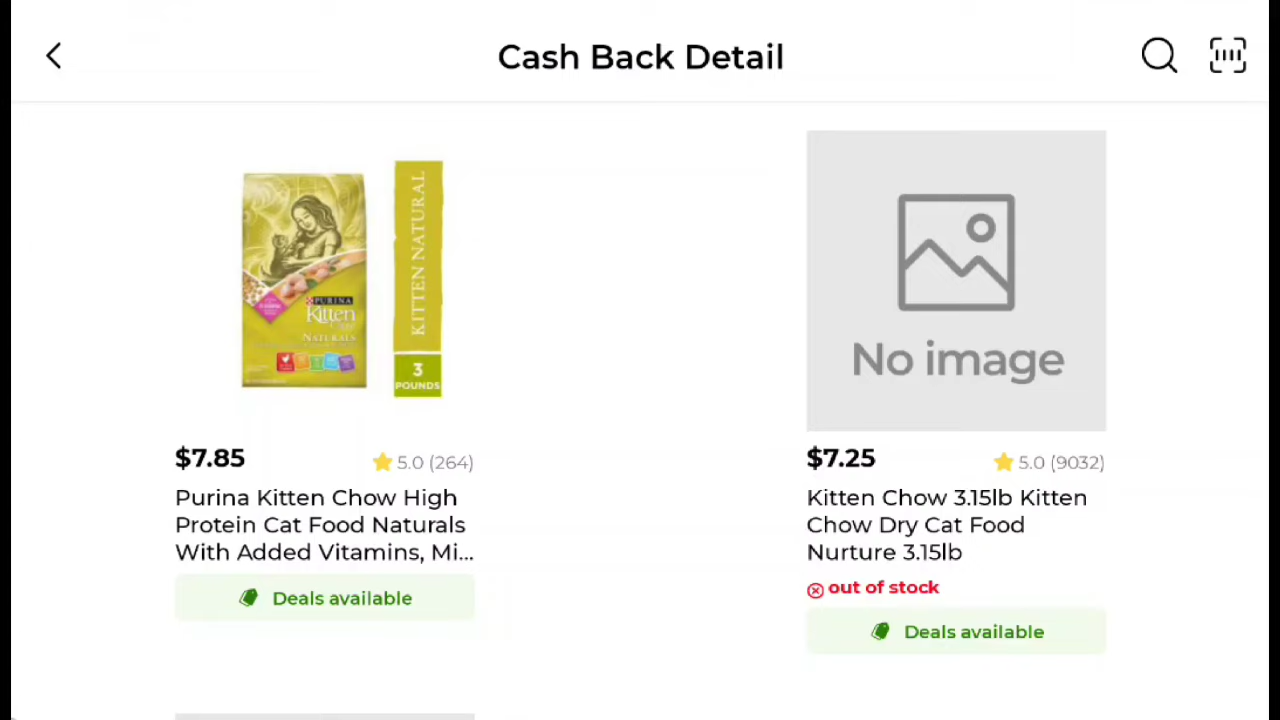 Cash Back Detail
KITTEN NATURAL
PURINA
Kitten
NATURALS
3
POUNDS
No image
$7.85
5.0 (264)
Purina Kitten Chow High
Protein Cat Food Naturals
With Added Vitamins, Mi...
Deals available
$7.25
5.0 (9032)
Kitten Chow 3.15lb Kitten
Chow Dry Cat Food
Nurture 3.15lb
out of stock
Deals available